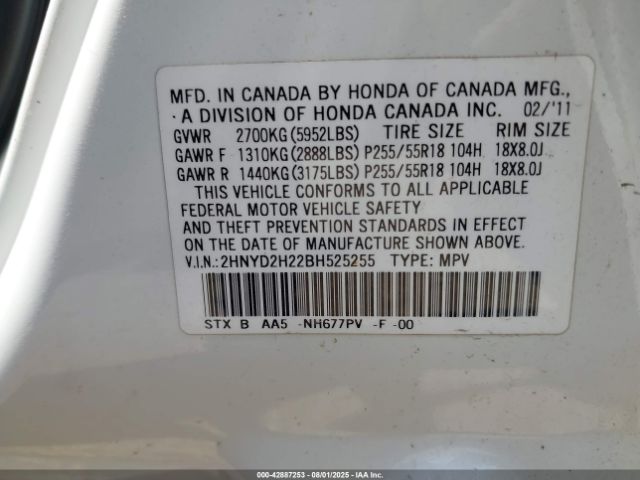 MFD. IN CANADA BY HONDA OF CANADA MFG.,
A DIVISION OF HONDA CANADA INC. 02/'11
GVWR 2700KG(5952LBS) TIRE SIZE RIM SIZE
GAWR F 1310KG(2888LBS) P255/55R18 104H 18X8.0J
GAWR R 1440KG(3175LBS) P255/55R18 104H 18X8.0J
THIS VEHICLE CONFORMS TO ALL APPLICABLE
FEDERAL MOTOR VEHICLE SAFETY
AND THEFT PREVENTION STANDARDS IN EFFECT
ON THE DATE OF MANUFACTURE SHOWN ABOVE.
V.I.N.:2HNYD2H22BH525255 TYPE: MPV
STX B AA5 -NH677PV -F -00
000-42887253 - 08/01/2025 - IAAI.COM